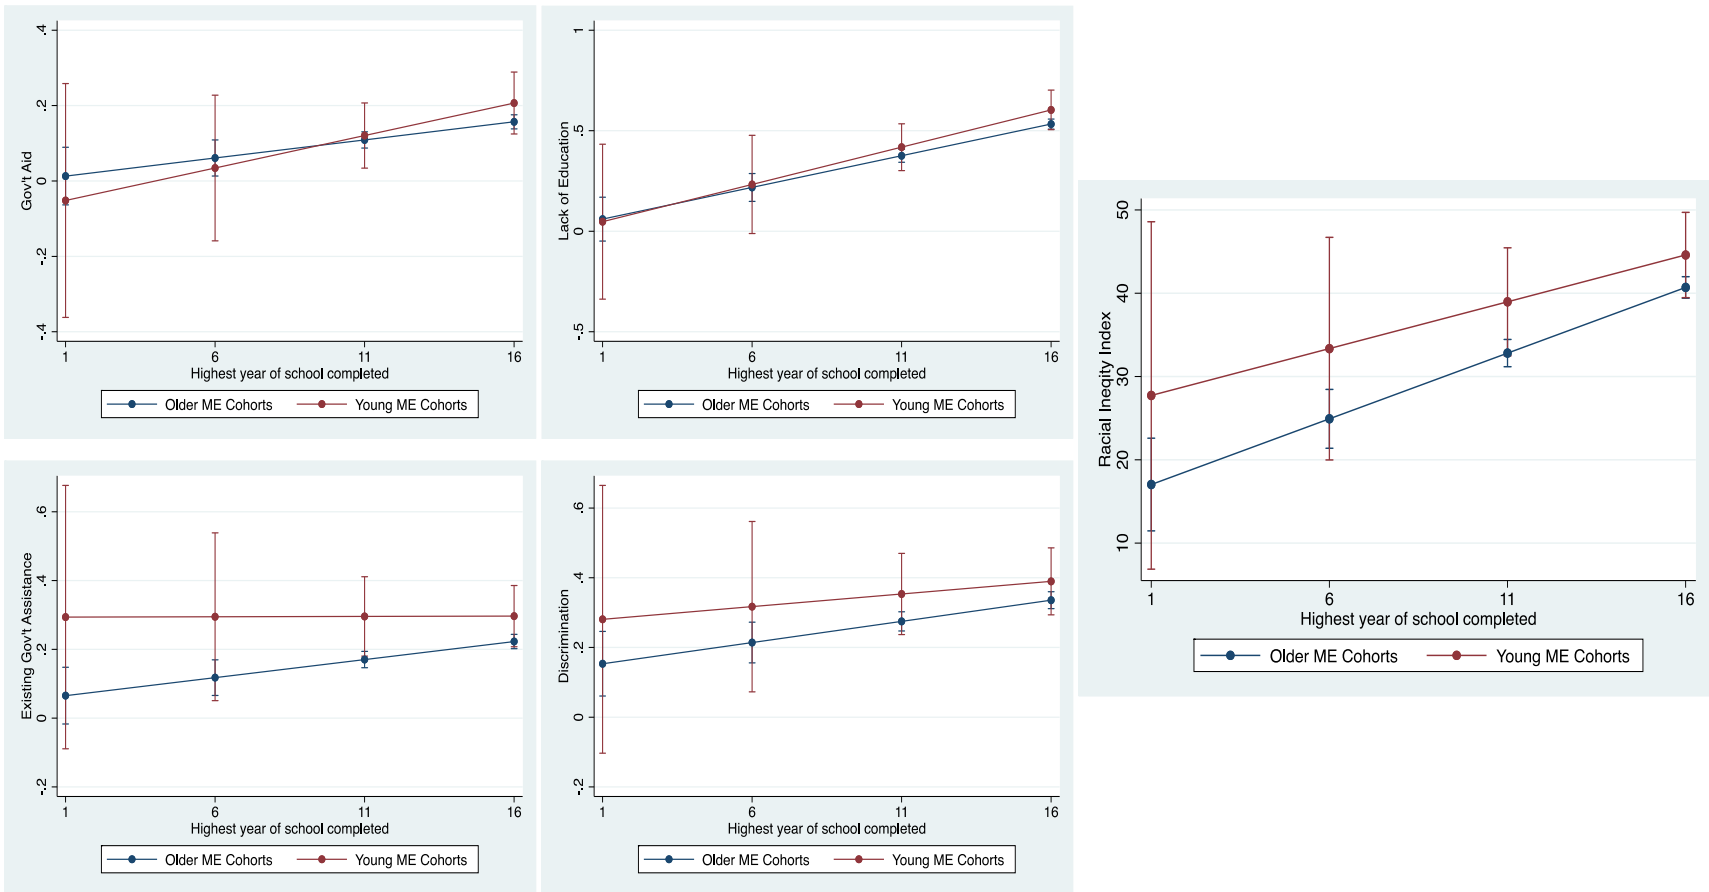 Gov't Aid
.4
.2
0
-.2
-.4
1 6 11 16
Highest year of school completed
Older ME Cohorts Young ME Cohorts
Lack of Education
1
.5
0
-.5
1 6 11 16
Highest year of school completed
Older ME Cohorts Young ME Cohorts
Existing Gov't Assistance
.6
.4
.2
0
-.2
1 6 11 16
Highest year of school completed
Older ME Cohorts Young ME Cohorts
Discrimination
.6
.4
.2
0
-.2
1 6 11 16
Highest year of school completed
Older ME Cohorts Young ME Cohorts
Racial Ineqity Index
50
40
30
20
10
1 6 11 16
Highest year of school completed
Older ME Cohorts Young ME Cohorts